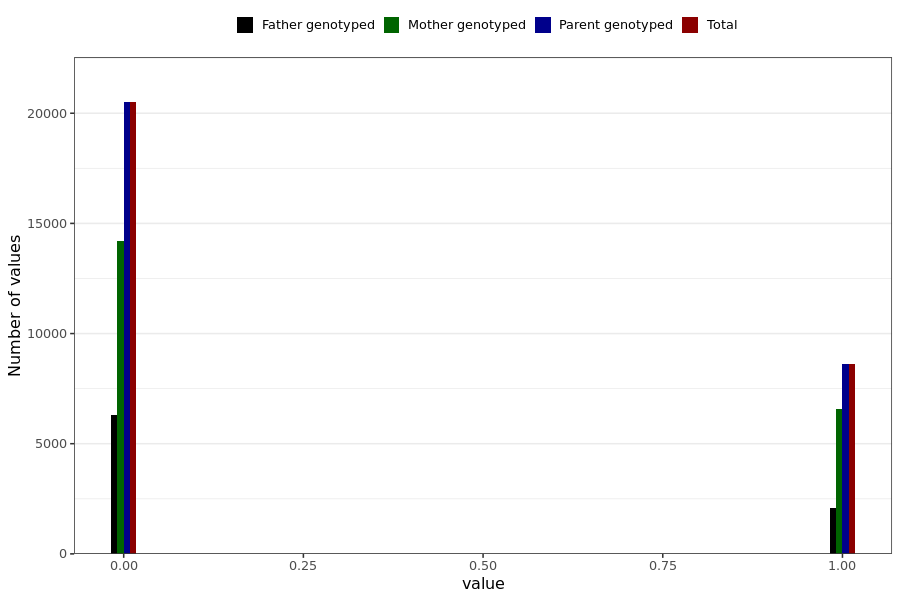 Father genotyped Mother genotyped Parent genotyped Total
Number of values
20000
15000
10000
5000
0
0.00 0.25 0.50 0.75 1.00
value